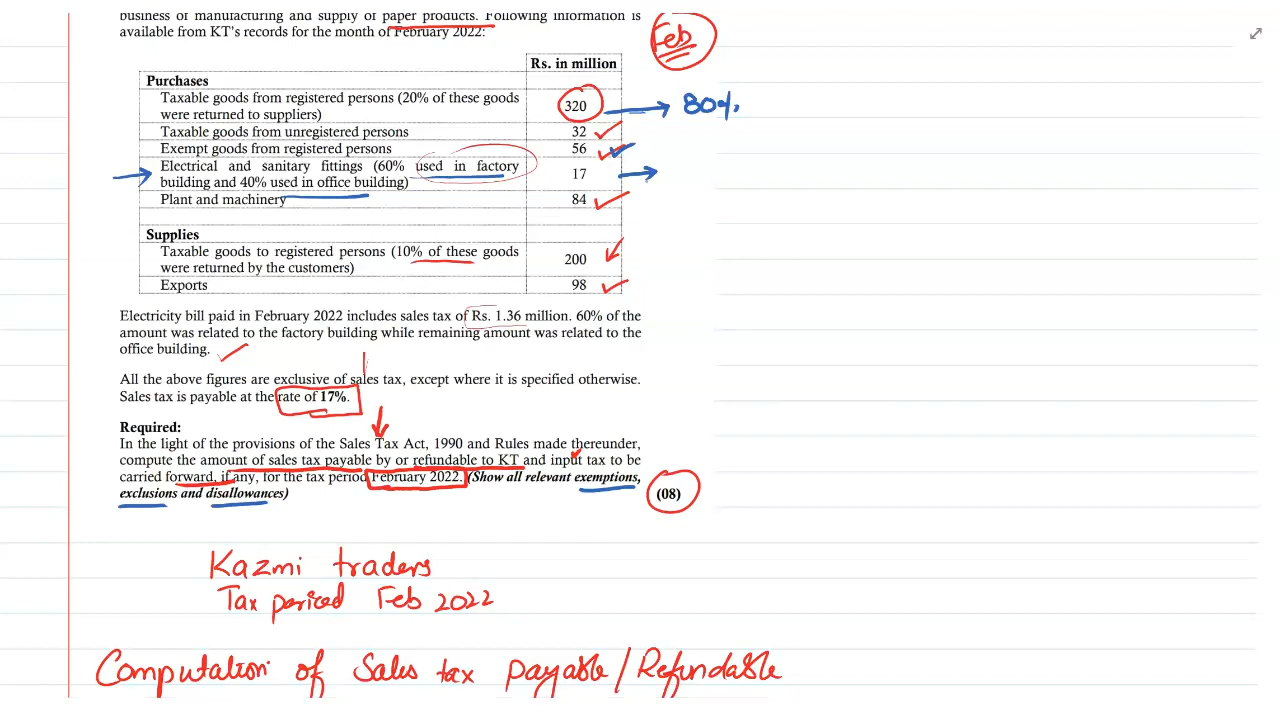 business of manufacturing and supply of paper products. Following information is
available from KT's records for the month of February 2022:
Feb
Rs. in million
Purchases
Taxable goods from registered persons (20% of these goods
were returned to suppliers)
320
80%
Taxable goods from unregistered persons 32
Exempt goods from registered persons 56
Electrical and sanitary fittings (60% used in factory
building and 40% used in office building)
17
Plant and machinery 84
Supplies
Taxable goods to registered persons (10% of these goods
were returned by the customers)
200
Exports 98
Electricity bill paid in February 2022 includes sales tax of Rs. 1.36 million. 60% of the
amount was related to the factory building while remaining amount was related to the
office building.
All the above figures are exclusive of sales tax, except where it is specified otherwise.
Sales tax is payable at the rate of 17%.
Required:
In the light of the provisions of the Sales Tax Act, 1990 and Rules made thereunder,
compute the amount of sales tax payable by or refundable to KT and input tax to be
carried forward, if any, for the tax period February 2022. (Show all relevant exemptions,
exclusions and disallowances)
(08)
Kazmi traders
Tax period Feb 2022
Computation of Sales tax payable/Refundable